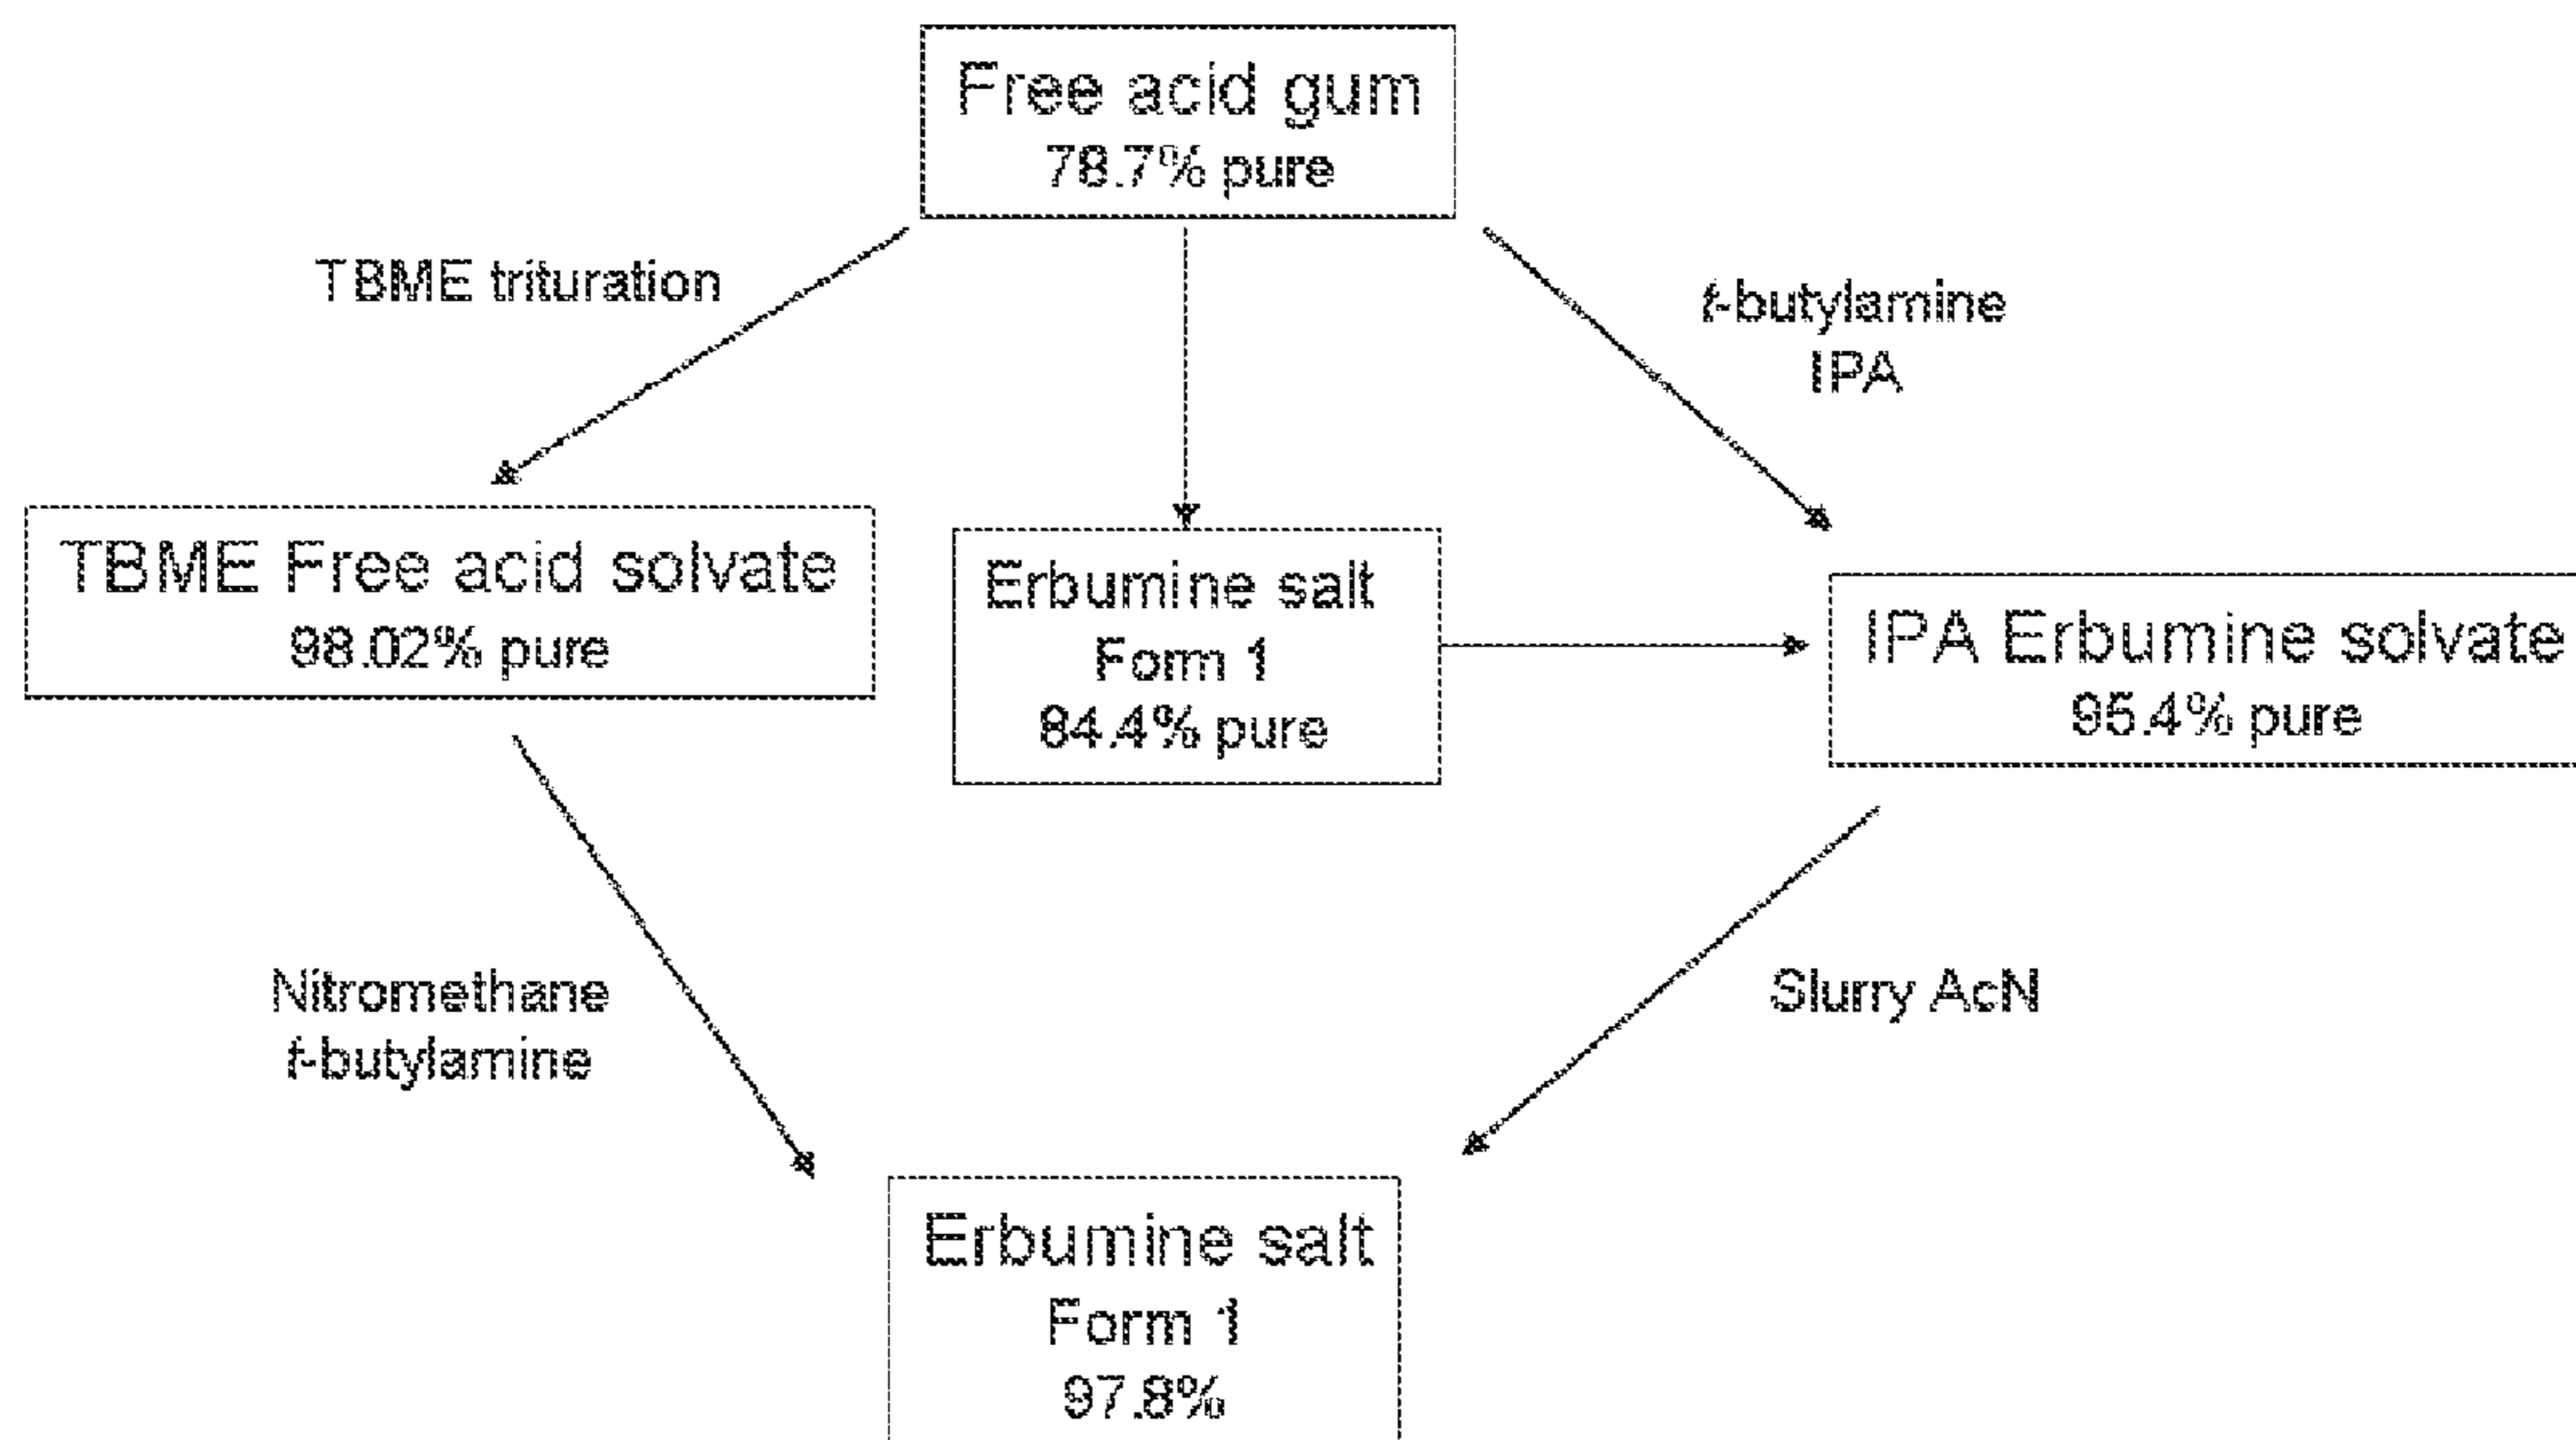 Free acid gum
78.7% pure
TBME trituration
t-butylamine
IPA
TBME Free acid solvate
98.02% pure
Erbumine salt
Form 1
84.4% pure
IPA Erbumine solvate
95.4% pure
Nitromethane
t-butylamine
Slurry AcN
Erbumine salt
Form 1
97.8%